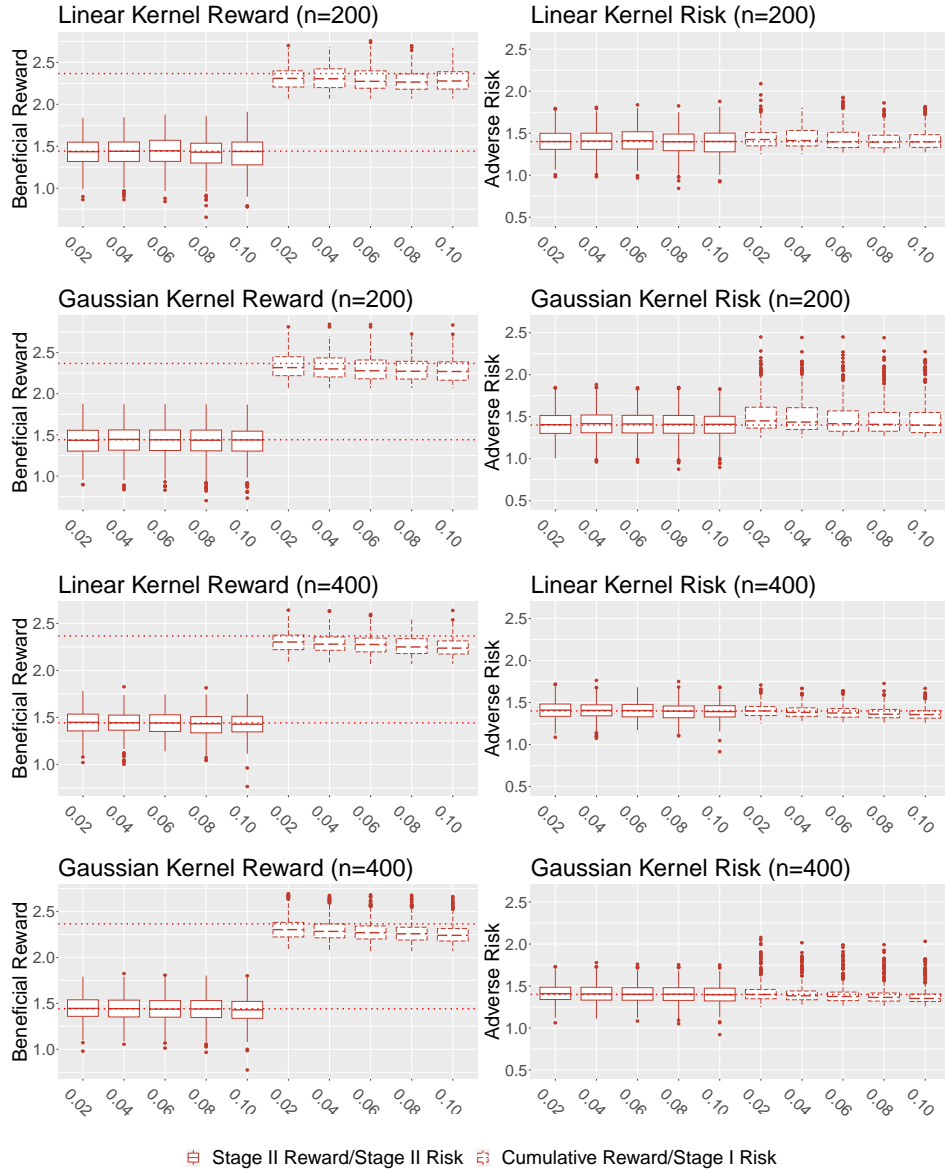 Linear Kernel Reward (n=200)
Beneficial Reward
2.5
2.0
1.5
1.0
0.02 0.04 0.06 0.08 0.10 0.02 0.04 0.06 0.08 0.10
Linear Kernel Risk (n=200)
Adverse Risk
2.5
2.0
1.5
1.0
0.5
0.02 0.04 0.06 0.08 0.10 0.02 0.04 0.06 0.08 0.10
Gaussian Kernel Reward (n=200)
Beneficial Reward
2.5
2.0
1.5
1.0
0.02 0.04 0.06 0.08 0.10 0.02 0.04 0.06 0.08 0.10
Gaussian Kernel Risk (n=200)
Adverse Risk
2.5
2.0
1.5
1.0
0.5
0.02 0.04 0.06 0.08 0.10 0.02 0.04 0.06 0.08 0.10
Linear Kernel Reward (n=400)
Beneficial Reward
2.5
2.0
1.5
1.0
0.02 0.04 0.06 0.08 0.10 0.02 0.04 0.06 0.08 0.10
Linear Kernel Risk (n=400)
Adverse Risk
2.5
2.0
1.5
1.0
0.5
0.02 0.04 0.06 0.08 0.10 0.02 0.04 0.06 0.08 0.10
Gaussian Kernel Reward (n=400)
Beneficial Reward
2.5
2.0
1.5
1.0
0.02 0.04 0.06 0.08 0.10 0.02 0.04 0.06 0.08 0.10
Gaussian Kernel Risk (n=400)
Adverse Risk
2.5
2.0
1.5
1.0
0.5
0.02 0.04 0.06 0.08 0.10 0.02 0.04 0.06 0.08 0.10
Stage II Reward/Stage II Risk
Cumulative Reward/Stage I Risk